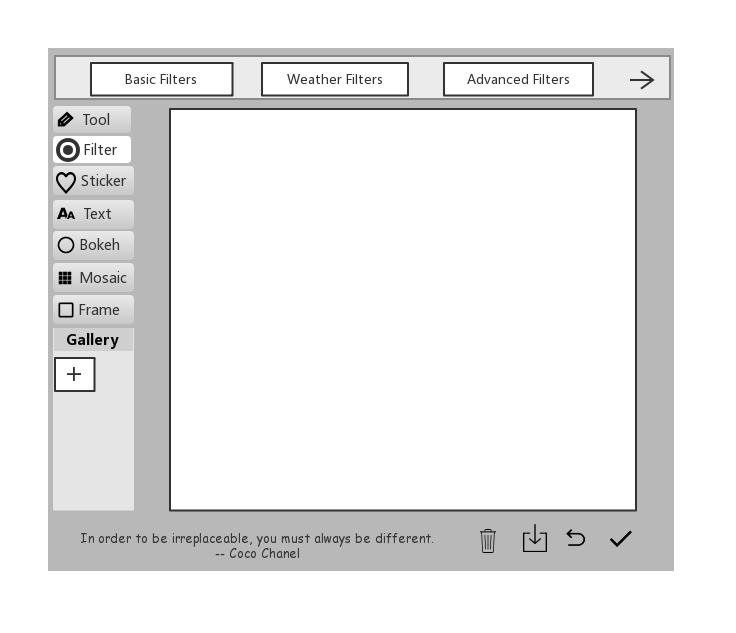 Basic Filters
Weather Filters
Advanced Filters
Tool
Filter
Sticker
AA Text
Bokeh
Mosaic
Frame
Gallery
+
In order to be irreplaceable, you must always be different.
-- Coco Chanel